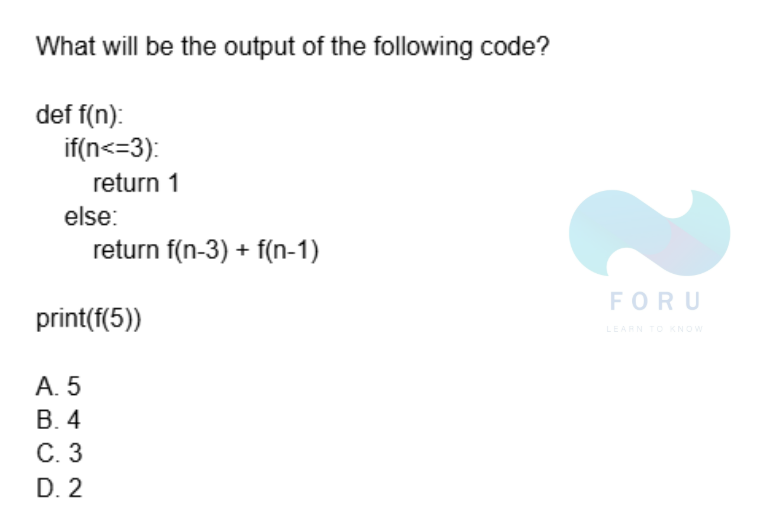 What will be the output of the following code?
def f(n):
if(n<=3):
return 1
else:
return f(n-3) + f(n-1)
print(f(5))
A. 5
B. 4
C. 3
D. 2
FORU
LEARN TO KNOW